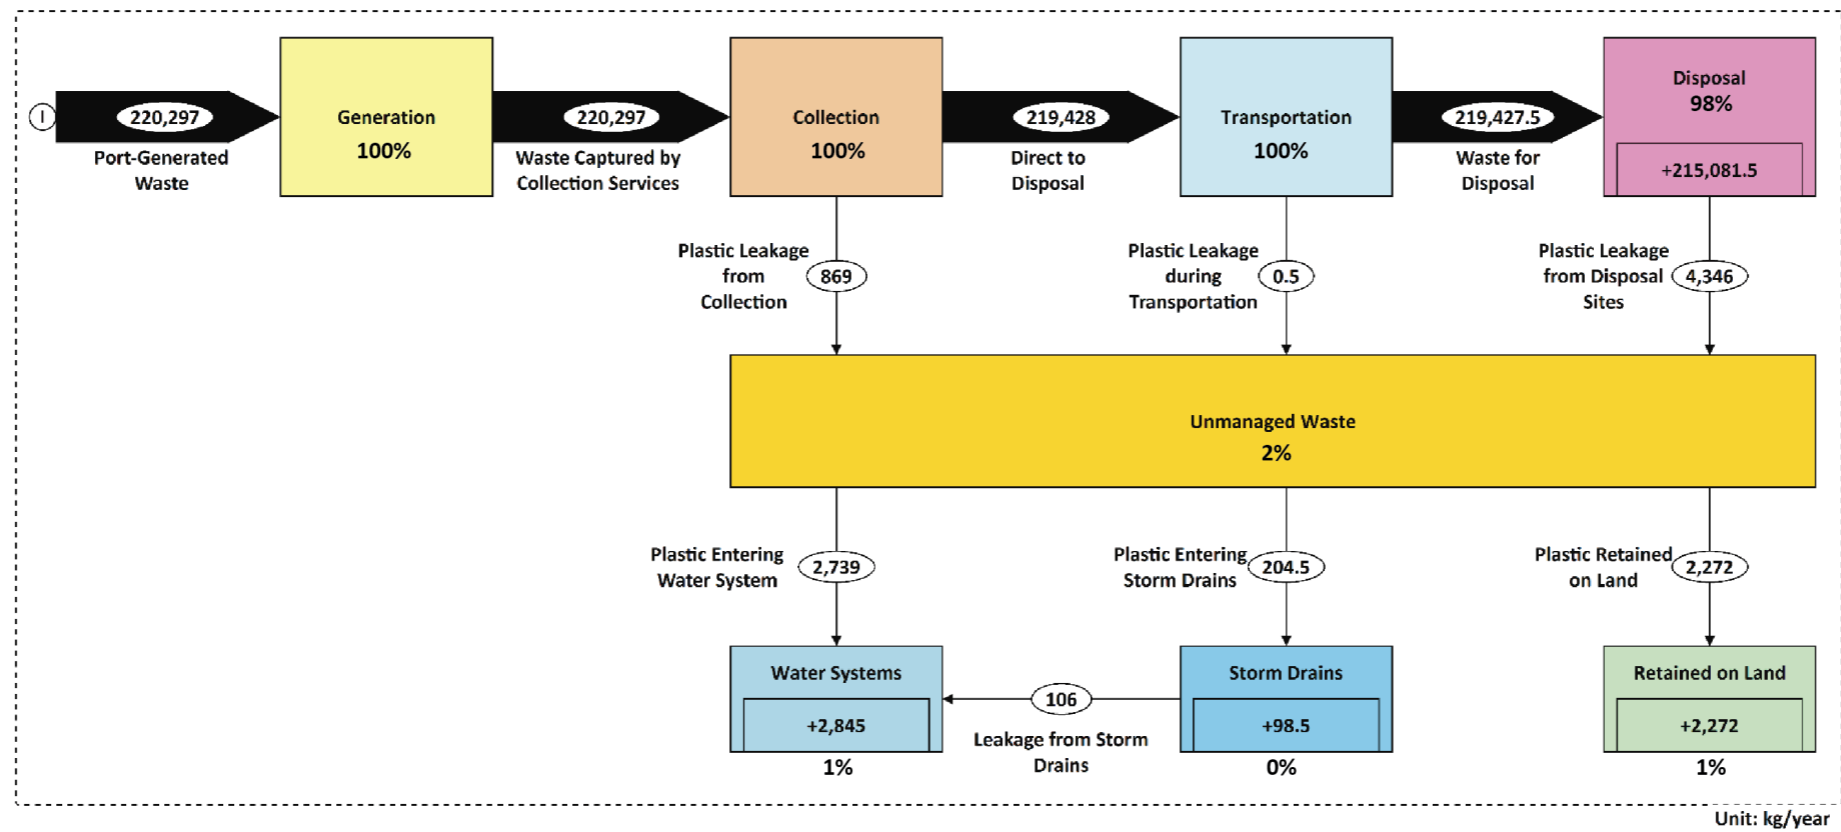 I
220,297
Port-Generated
Waste
Generation
100%
220,297
Waste Captured by
Collection Services
Collection
100%
219,428
Direct to
Disposal
Transportation
100%
219,427.5
Waste for
Disposal
Disposal
98%
+215,081.5
Plastic Leakage
from
Collection
869
Plastic Leakage
during
Transportation
0.5
Plastic Leakage
from Disposal
Sites
4,346
Unmanaged Waste
2%
Plastic Entering
Water System
2,739
Plastic Entering
Storm Drains
204.5
Plastic Retained
on Land
2,272
Water Systems
+2,845
1%
106
Leakage from Storm
Drains
Storm Drains
+98.5
0%
Retained on Land
+2,272
1%
Unit: kg/year